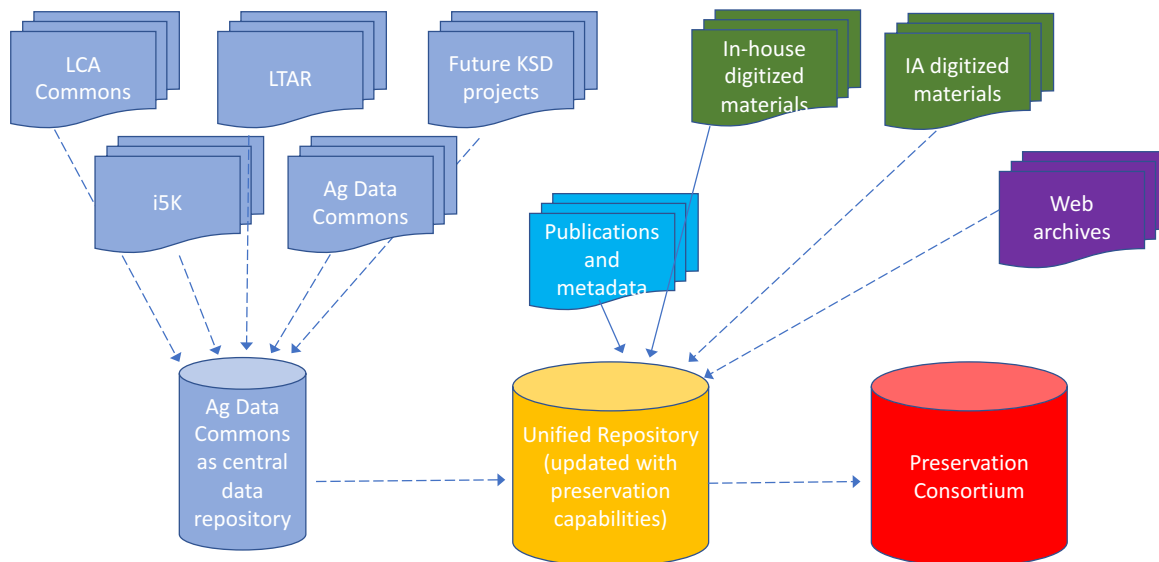 LCA
Commons
LTAR
Future KSD
projects
In-house
digitized
materials
IA digitized
materials
i5K
Ag Data
Commons
Publications
and
metadata
Web
archives
Ag Data
Commons
as central
data
repository
Unified Repository
(updated with
preservation
capabilities)
Preservation
Consortium